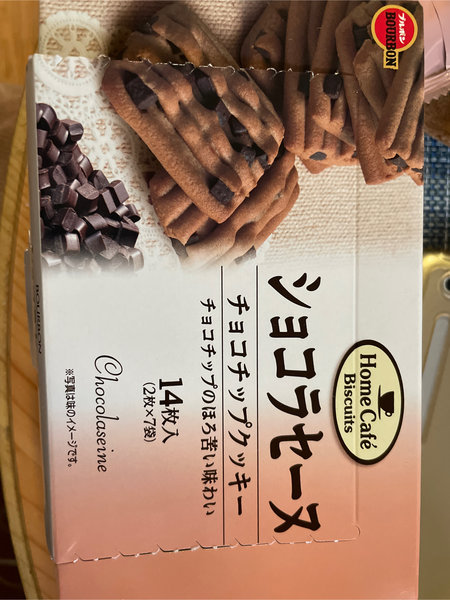 ブルボン
BOURBON
Home Café
Biscuits
ショコラセーヌ
チョコチップクッキー
チョコチップのほろ苦い味わい
14枚入
(2枚×7袋)
Chocolaseine
※写真は味のイメージです。
BOURBON